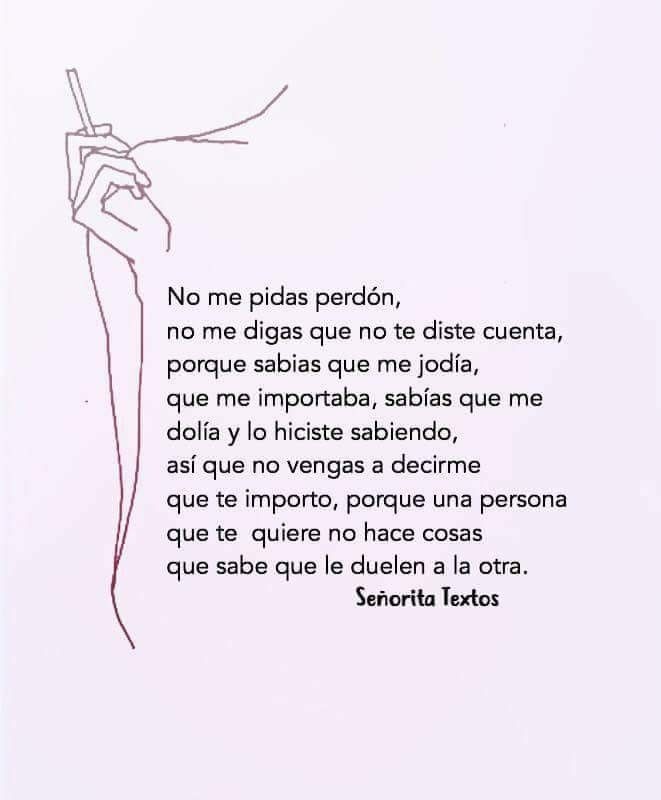 No me pidas perdón,
no me digas que no te diste cuenta,
porque sabias que me jodía,
que me importaba, sabías que me
dolía y lo hiciste sabiendo,
así que no vengas a decirme
que te importo, porque una persona
que te  quiere no hace cosas
que sabe que le duelen a la otra.
Señorita Textos